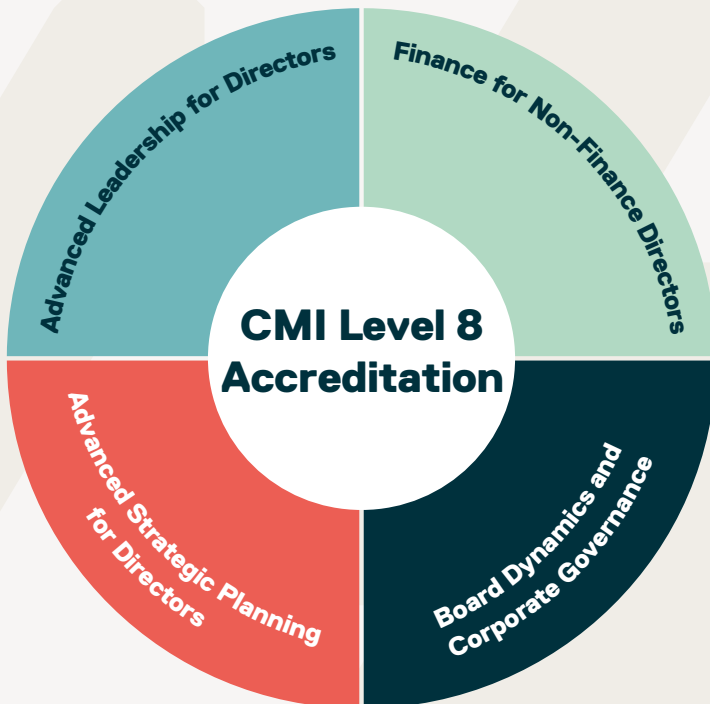 Advanced Leadership for Directors
Finance for Non-Finance Directors
CMI Level 8
Accreditation
Advanced Strategic Planning
for Directors
Board Dynamics and
Corporate Governance